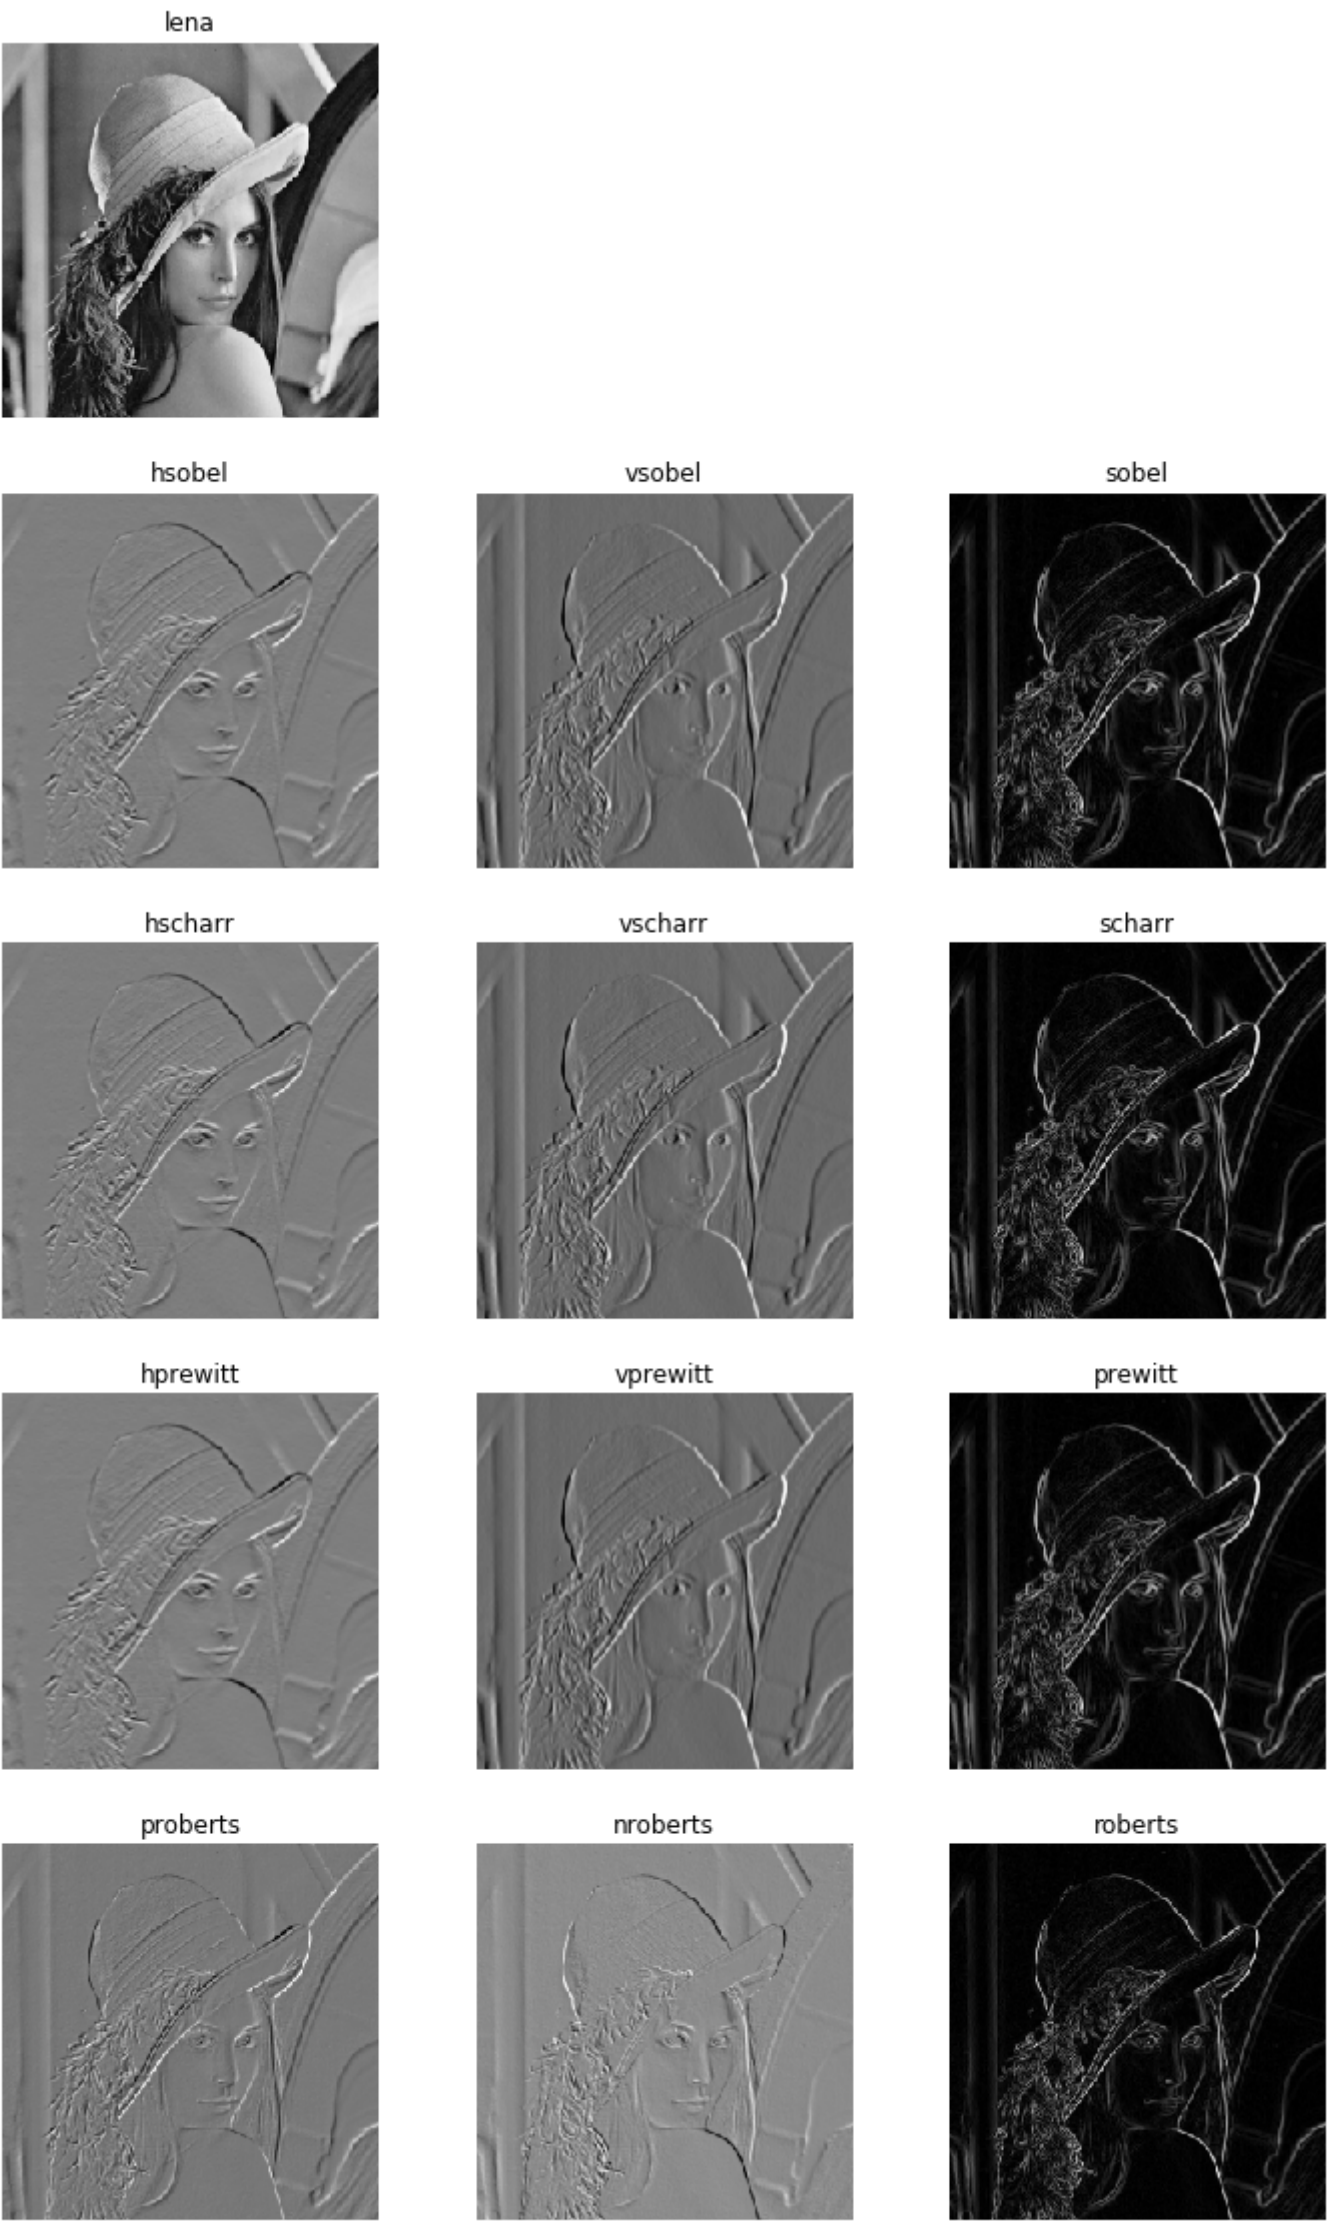 lena
hsobel vsobel sobel
hscharr vscharr scharr
hprewitt vprewitt prewitt
proberts nroberts roberts